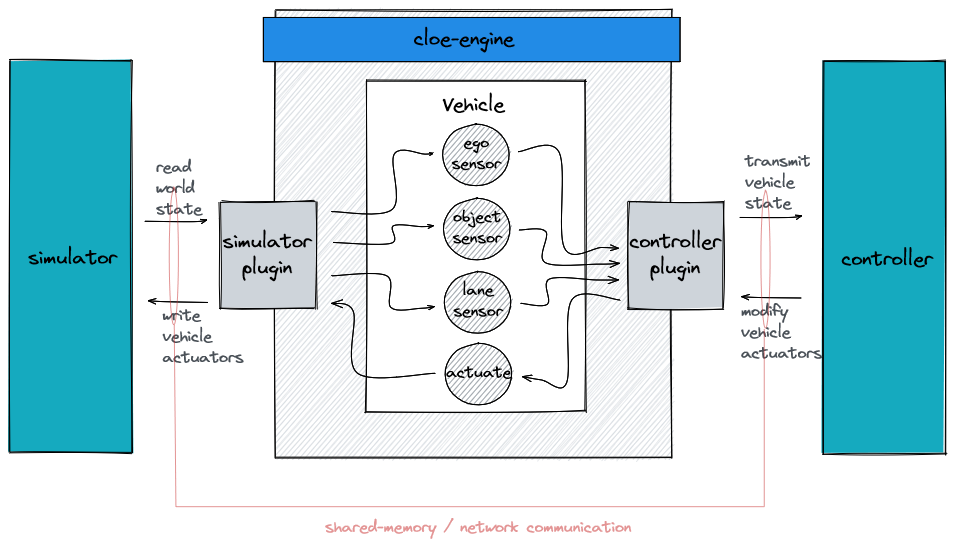 cloe-engine
simulator
read
world
state
write
vehicle
actuators
simulator
plugin
Vehicle
ego
sensor
object
sensor
lane
sensor
actuate
controller
plugin
transmit
vehicle
state
modify
vehicle
actuators
controller
shared-memory / network communication